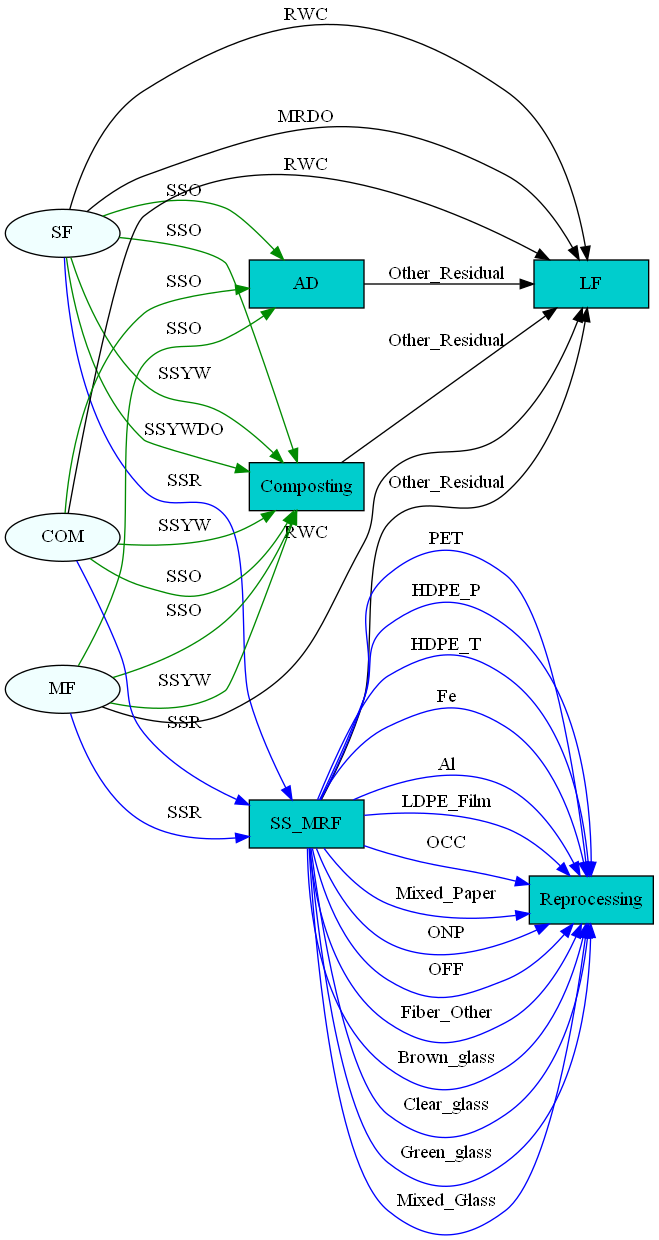 RWC
MRDO
RWC
SSO
SF
SSO
SSO
AD
Other_Residual
LF
SSO
Other_Residual
SSYW
SSYWDO
SSR
Composting
Other_Residual
SSYW
RWC
COM
PET
SSO
HDPE_P
SSO
HDPE_T
SSYW
MF
Fe
SSR
Al
LDPE_Film
SSR
SS_MRF
OCC
Mixed_Paper
Reprocessing
ONP
OFF
Fiber_Other
Brown_glass
Clear_glass
Green_glass
Mixed_Glass